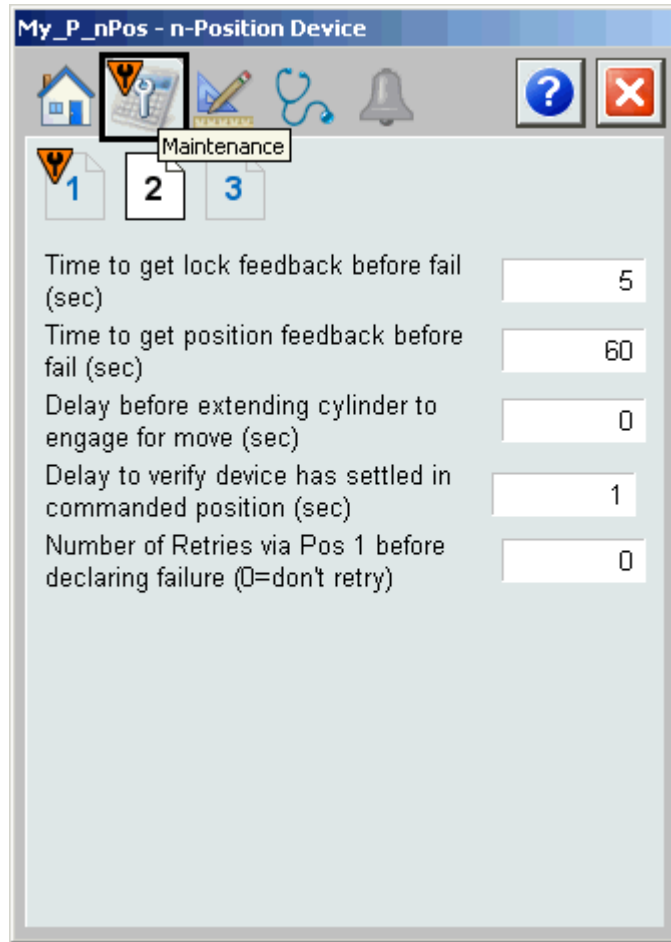 My_P_nPos - n-Position Device
?
Maintenance
1 2 3
Time to get lock feedback before fail
(sec)
5
Time to get position feedback before
fail (sec)
60
Delay before extending cylinder to
engage for move (sec)
0
Delay to verify device has settled in
commanded position (sec)
1
Number of Retries via Pos 1 before
declaring failure (0=don't retry)
0